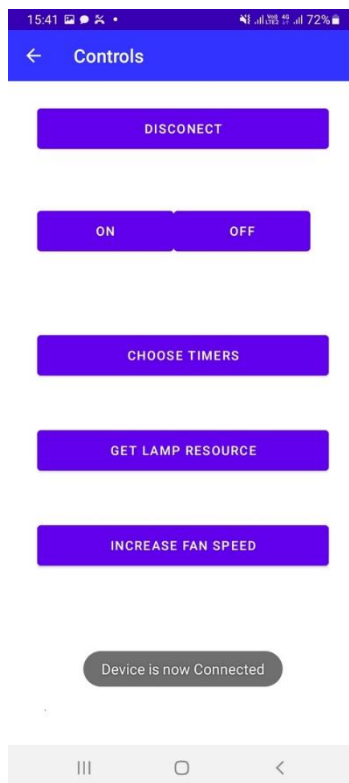 15:41 72%
Controls
DISCONECT
ON OFF
CHOOSE TIMERS
GET LAMP RESOURCE
INCREASE FAN SPEED
Device is now Connected